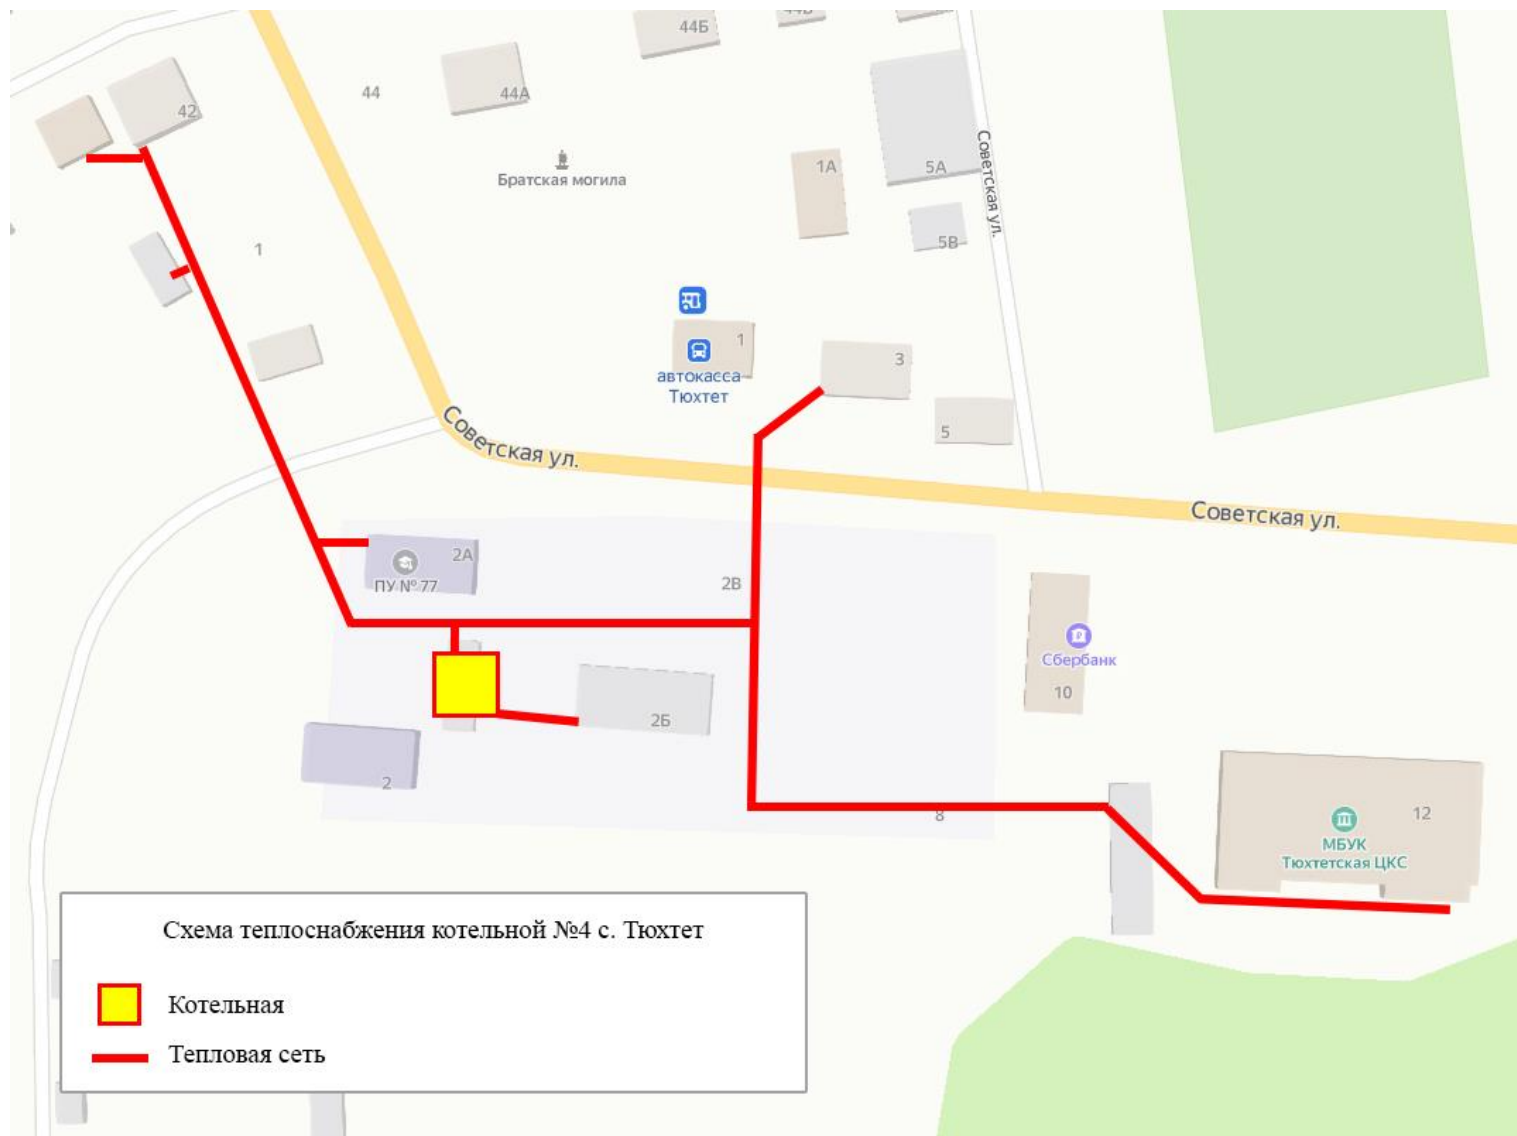 44Б
44В
44
44А
42
Братская могила
1А
5А
Советская ул.
5В
1
1
3
автокасса
Тюхтет
5
Советская ул.
Советская ул.
2А
ПУ № 77
2В
Сбербанк
10
2Б
2
8
12
МБУК
Тюхтетская ЦКС
Схема теплоснабжения котельной №4 с. Тюхтет
Котельная
Тепловая сеть